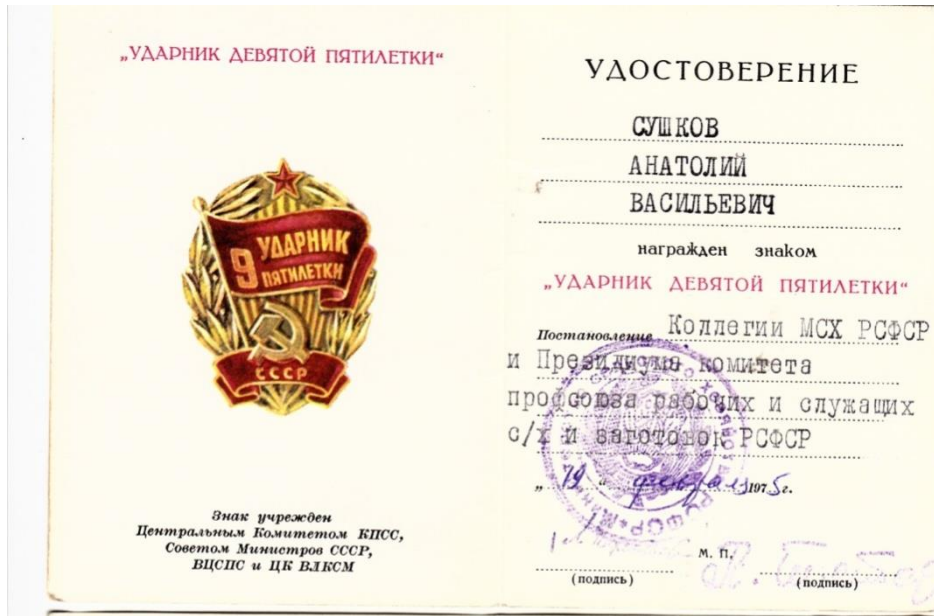 „УДАРНИК ДЕВЯТОЙ ПЯТИЛЕТКИ“
9
УДАРНИК
ПЯТИЛЕТКИ
СССР
Знак учрежден
Центральным Комитетом КПСС,
Советом Министров СССР,
ВЦСПС и ЦК ВЛКСМ
УДОСТОВЕРЕНИЕ
СУШКОВ
АНАТОЛИЙ
ВАСИЛЬЕВИЧ
награжден знаком
„УДАРНИК ДЕВЯТОЙ ПЯТИЛЕТКИ“
Постановление Коллегии МСХ РСФСР
и Президиума комитета
профсоюза рабочих и служащих
с/х и заготовок РСФСР
„ 19 “ февраля 1975г.
М. П.
(подпись) (подпись)